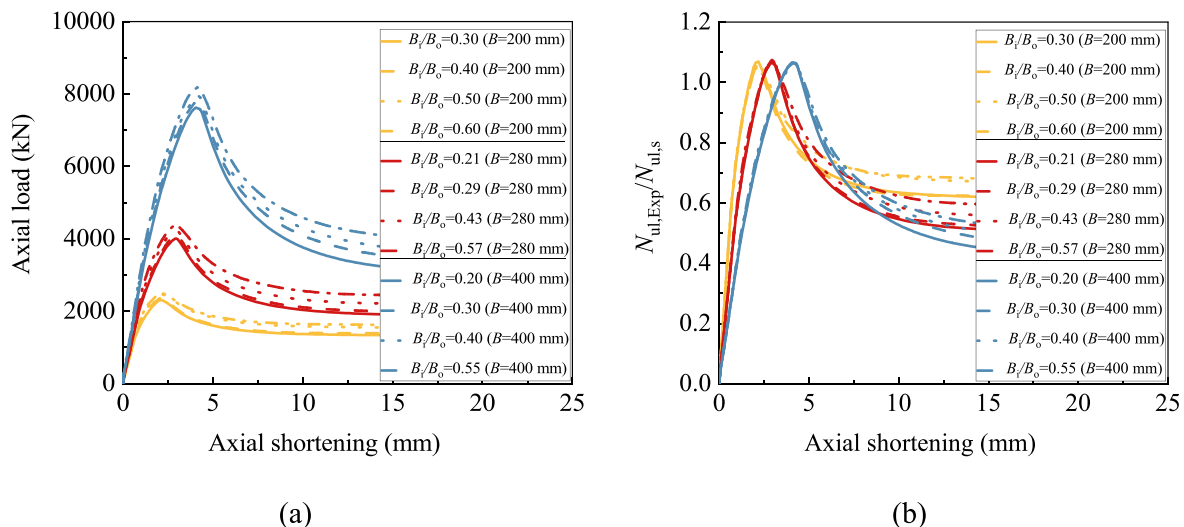 10000
8000
6000
4000
2000
0
0
5
10
15
20
25
Axial load (kN)
Axial shortening (mm)
Bi/Bo=0.30 (B=200 mm)
Bi/Bo=0.40 (B=200 mm)
Bi/Bo=0.50 (B=200 mm)
Bi/Bo=0.60 (B=200 mm)
Bi/Bo=0.21 (B=280 mm)
Bi/Bo=0.29 (B=280 mm)
Bi/Bo=0.43 (B=280 mm)
Bi/Bo=0.57 (B=280 mm)
Bi/Bo=0.20 (B=400 mm)
Bi/Bo=0.30 (B=400 mm)
Bi/Bo=0.40 (B=400 mm)
Bi/Bo=0.55 (B=400 mm)
(a)
1.2
1.0
0.8
0.6
0.4
0.2
0.0
0
5
10
15
20
25
Nul,Exp/Nul,s
Axial shortening (mm)
Bi/Bo=0.30 (B=200 mm)
Bi/Bo=0.40 (B=200 mm)
Bi/Bo=0.50 (B=200 mm)
Bi/Bo=0.60 (B=200 mm)
Bi/Bo=0.21 (B=280 mm)
Bi/Bo=0.29 (B=280 mm)
Bi/Bo=0.43 (B=280 mm)
Bi/Bo=0.57 (B=280 mm)
Bi/Bo=0.20 (B=400 mm)
Bi/Bo=0.30 (B=400 mm)
Bi/Bo=0.40 (B=400 mm)
Bi/Bo=0.55 (B=400 mm)
(b)